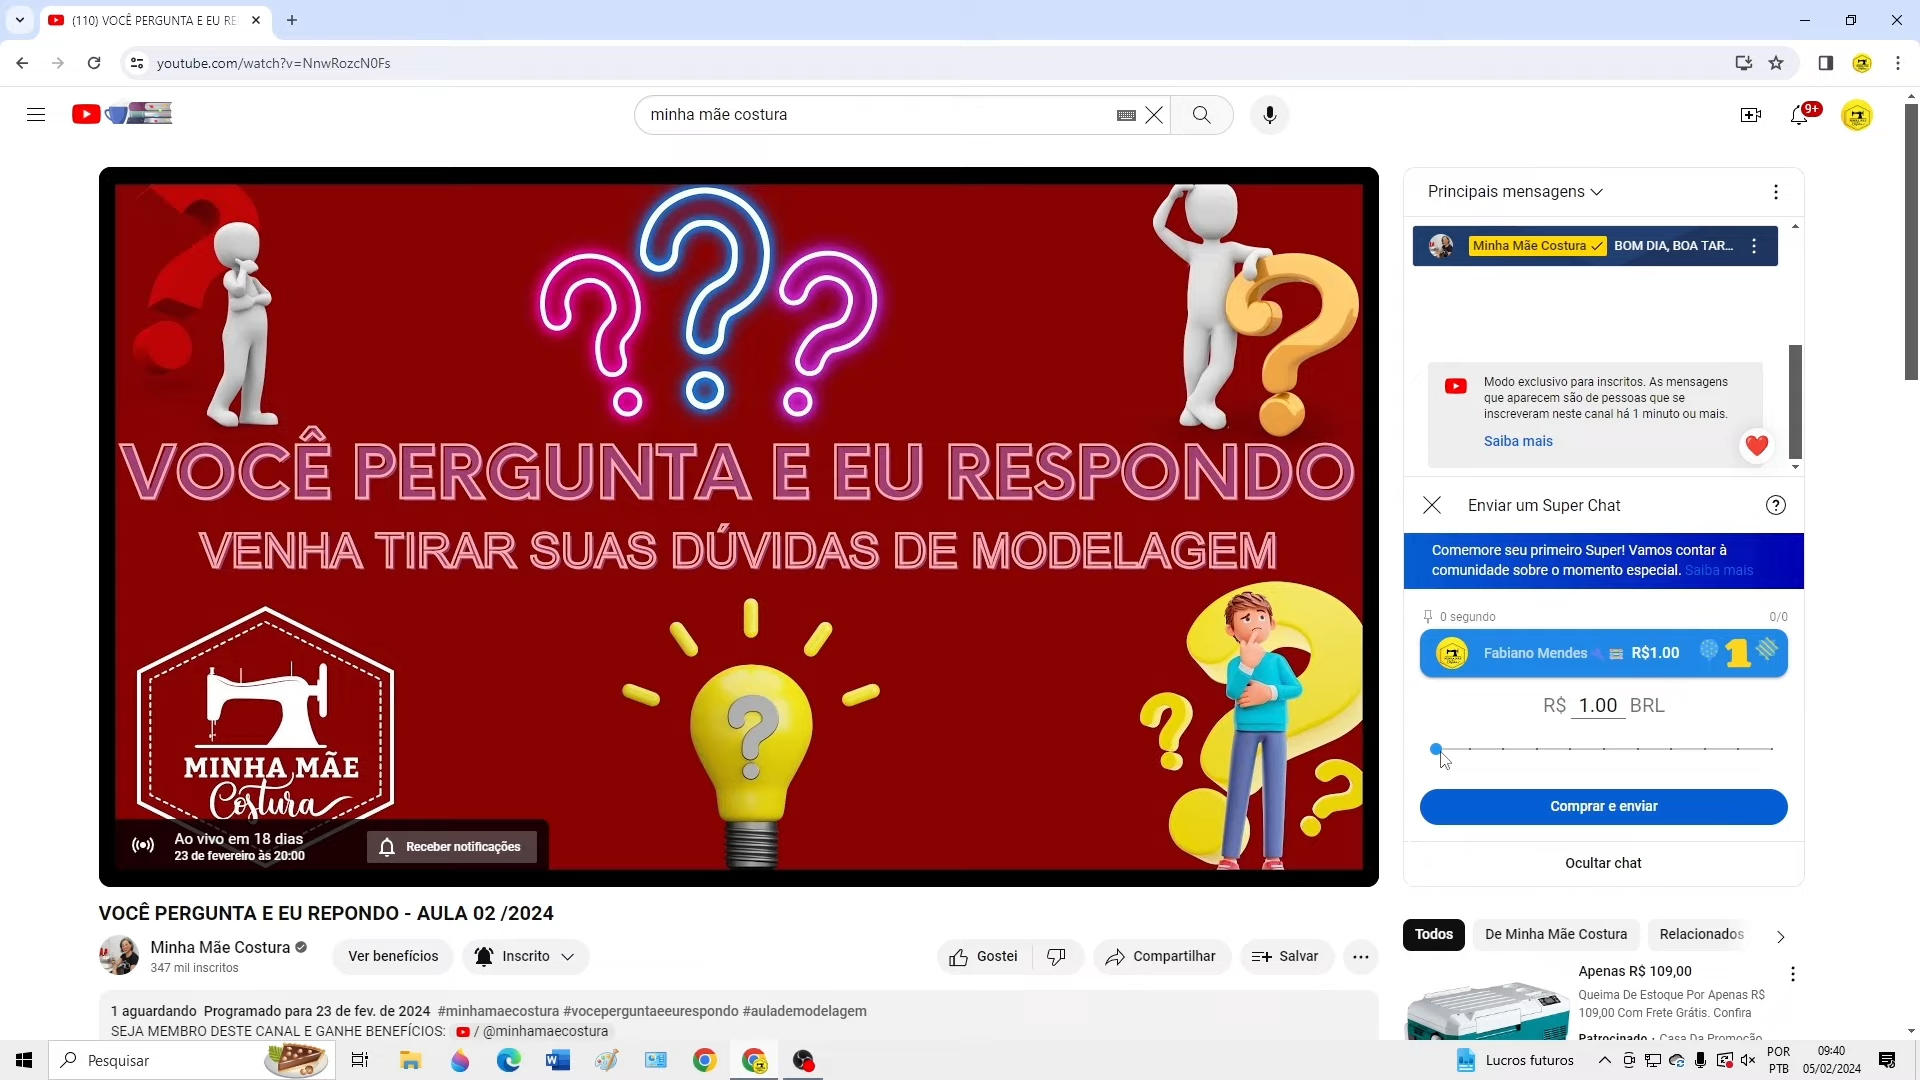 (110) VOCÊ PERGUNTA E EU RE
youtube.com/watch?v=NnwRozcN0Fs
minha mãe costura
9+
VOCÊ PERGUNTA E EU RESPONDO
VENHA TIRAR SUAS DÚVIDAS DE MODELAGEM
MINHA MÃE
Costura
Ao vivo em 18 dias
23 de fevereiro às 20:00
Receber notificações
Principais mensagens
Minha Mãe Costura BOM DIA, BOA TAR...
Modo exclusivo para inscritos. As mensagens
que aparecem são de pessoas que se
inscreveram neste canal há 1 minuto ou mais.
Saiba mais
Enviar um Super Chat
Comemore seu primeiro Super! Vamos contar à
comunidade sobre o momento especial. Saiba mais
0 segundo 0/0
Fabiano Mendes R$1.00 1
R$ 1.00 BRL
Comprar e enviar
Ocultar chat
VOCÊ PERGUNTA E EU REPONDO - AULA 02 /2024
Minha Mãe Costura
347 mil inscritos
Ver benefícios
Inscrito
Gostei
Compartilhar
Salvar
1 aguardando Programado para 23 de fev. de 2024 #minhamaecostura #voceperguntaeeurespondo #aulademodelagem
SEJA MEMBRO DESTE CANAL E GANHE BENEFÍCIOS: / @minhamaecostura
Todos
De Minha Mãe Costura
Relacionados
Apenas R$ 109,00
Queima De Estoque Por Apenas R$
109,00 Com Frete Grátis. Confira
Patrocinado · Casa Da Promoção
Pesquisar
Lucros futuros
POR
PTB
09:40
05/02/2024